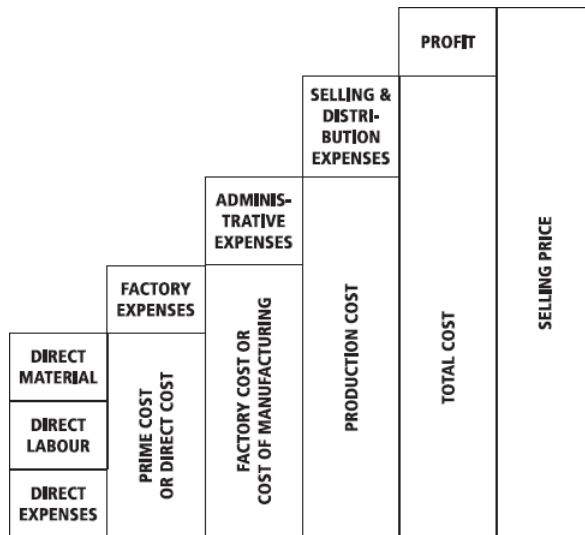 PROFIT
SELLING &
DISTRI-
BUTION
EXPENSES
ADMINIS-
TRATIVE
EXPENSES
FACTORY
EXPENSES
DIRECT
MATERIAL
DIRECT
LABOUR
DIRECT
EXPENSES
PRIME COST
OR DIRECT COST
FACTORY COST OR
COST OF MANUFACTURING
PRODUCTION COST
TOTAL COST
SELLING PRICE